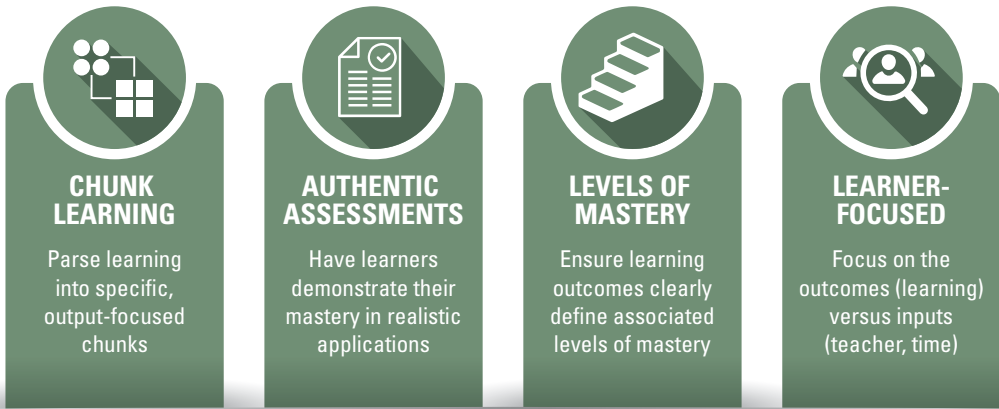 CHUNK
LEARNING
Parse learning
into specific,
output-focused
chunks
AUTHENTIC
ASSESSMENTS
Have learners
demonstrate their
mastery in realistic
applications
LEVELS OF
MASTERY
Ensure learning
outcomes clearly
define associated
levels of mastery
LEARNER-
FOCUSED
Focus on the
outcomes (learning)
versus inputs
(teacher, time)